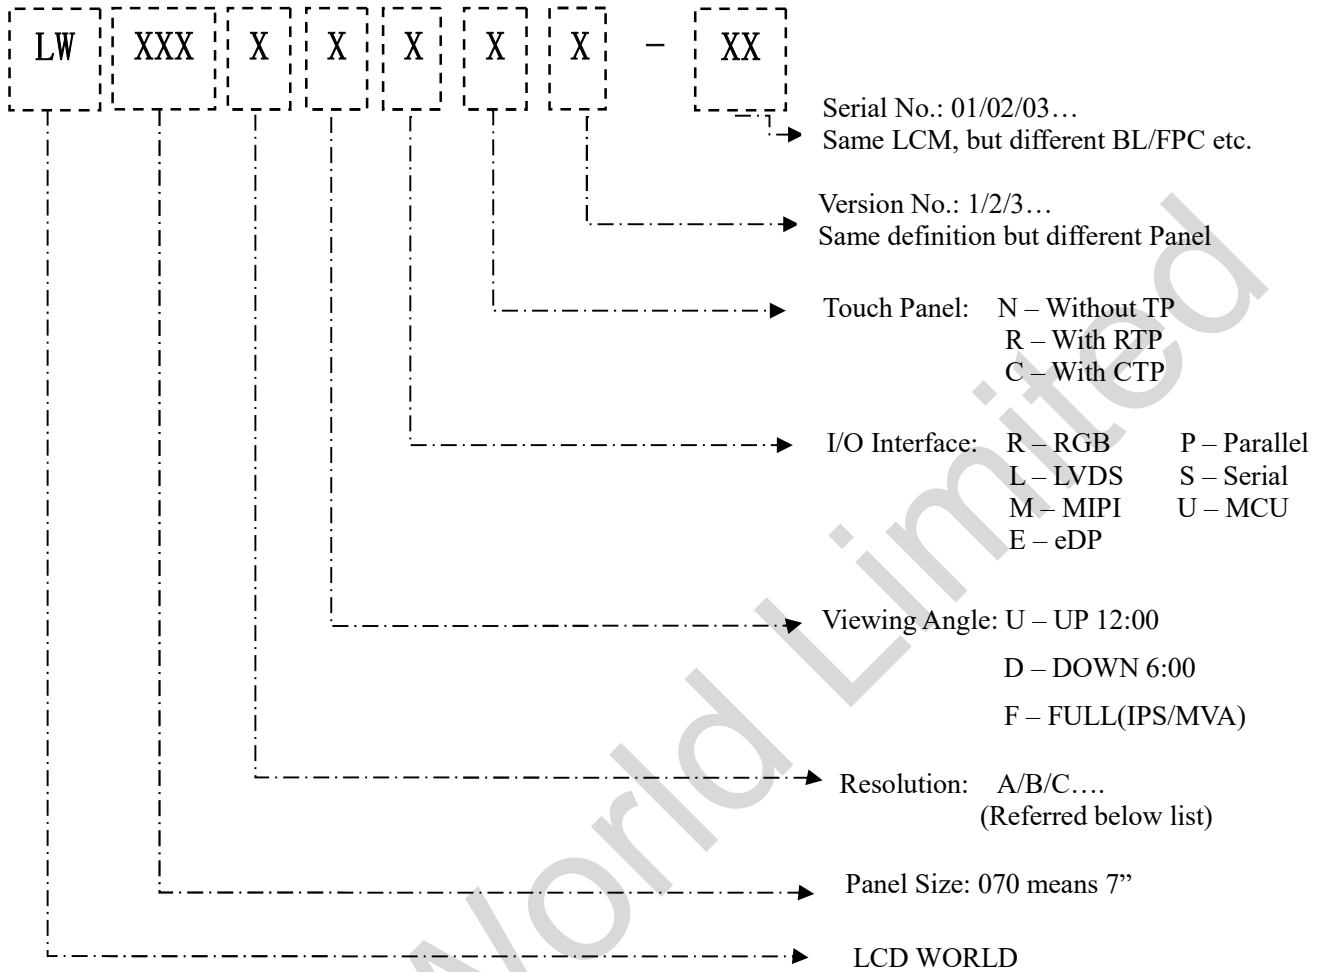 LW XXX X X X X X - XX
Serial No.: 01/02/03…
Same LCM, but different BL/FPC etc.
Version No.: 1/2/3…
Same definition but different Panel
Touch Panel: N – Without TP
R – With RTP
C – With CTP
I/O Interface: R – RGB P – Parallel
L – LVDS S – Serial
M – MIPI U – MCU
E – eDP
Viewing Angle: U – UP 12:00
D – DOWN 6:00
F – FULL(IPS/MVA)
Resolution: A/B/C….
(Referred below list)
Panel Size: 070 means 7”
LCD WORLD
World Limited